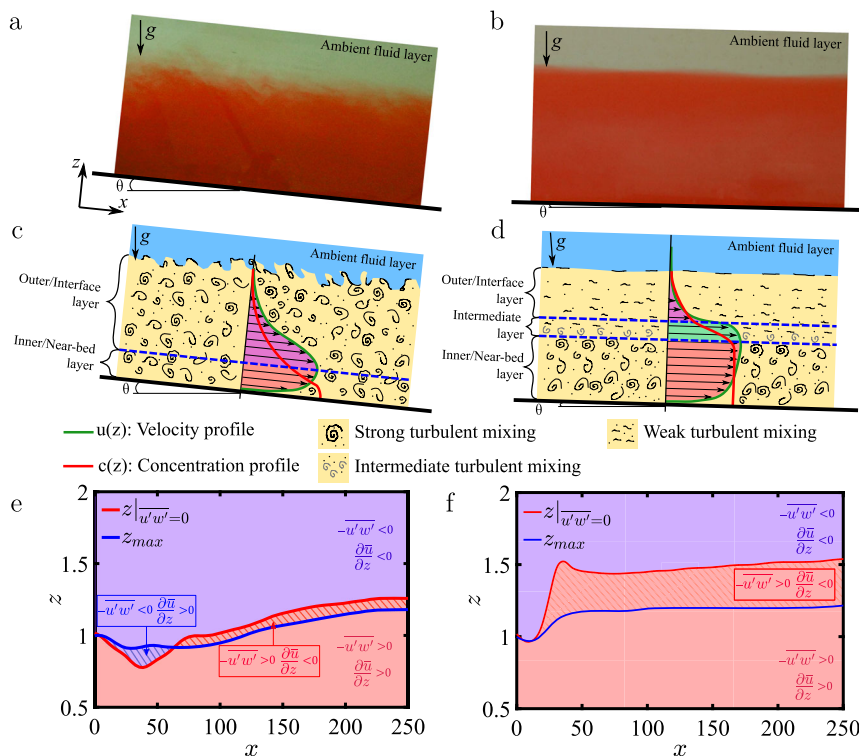 a
g
Ambient fluid layer
z
x
θ
b
g
Ambient fluid layer
θ
c
g
Ambient fluid layer
Outer/Interface
layer
Inner/Near-bed
layer
θ
d
g
Ambient fluid layer
Outer/Interface
layer
Intermediate
layer
Inner/Near-bed
layer
θ
u(z): Velocity profile
Strong turbulent mixing
Weak turbulent mixing
c(z): Concentration profile
Intermediate turbulent mixing
e
2
1.5
1
0.5
z
z|u'w'=0
zmax
-u'w'<0
∂u/∂z<0
-u'w'<0 ∂u/∂z>0
-u'w'>0 ∂u/∂z<0
-u'w'>0
∂u/∂z>0
0 50 100 150 200 250
x
f
2
1.5
1
0.5
z|u'w'=0
zmax
-u'w'<0
∂u/∂z<0
-u'w'>0 ∂u/∂z<0
-u'w'>0
∂u/∂z>0
0 50 100 150 200 250
x